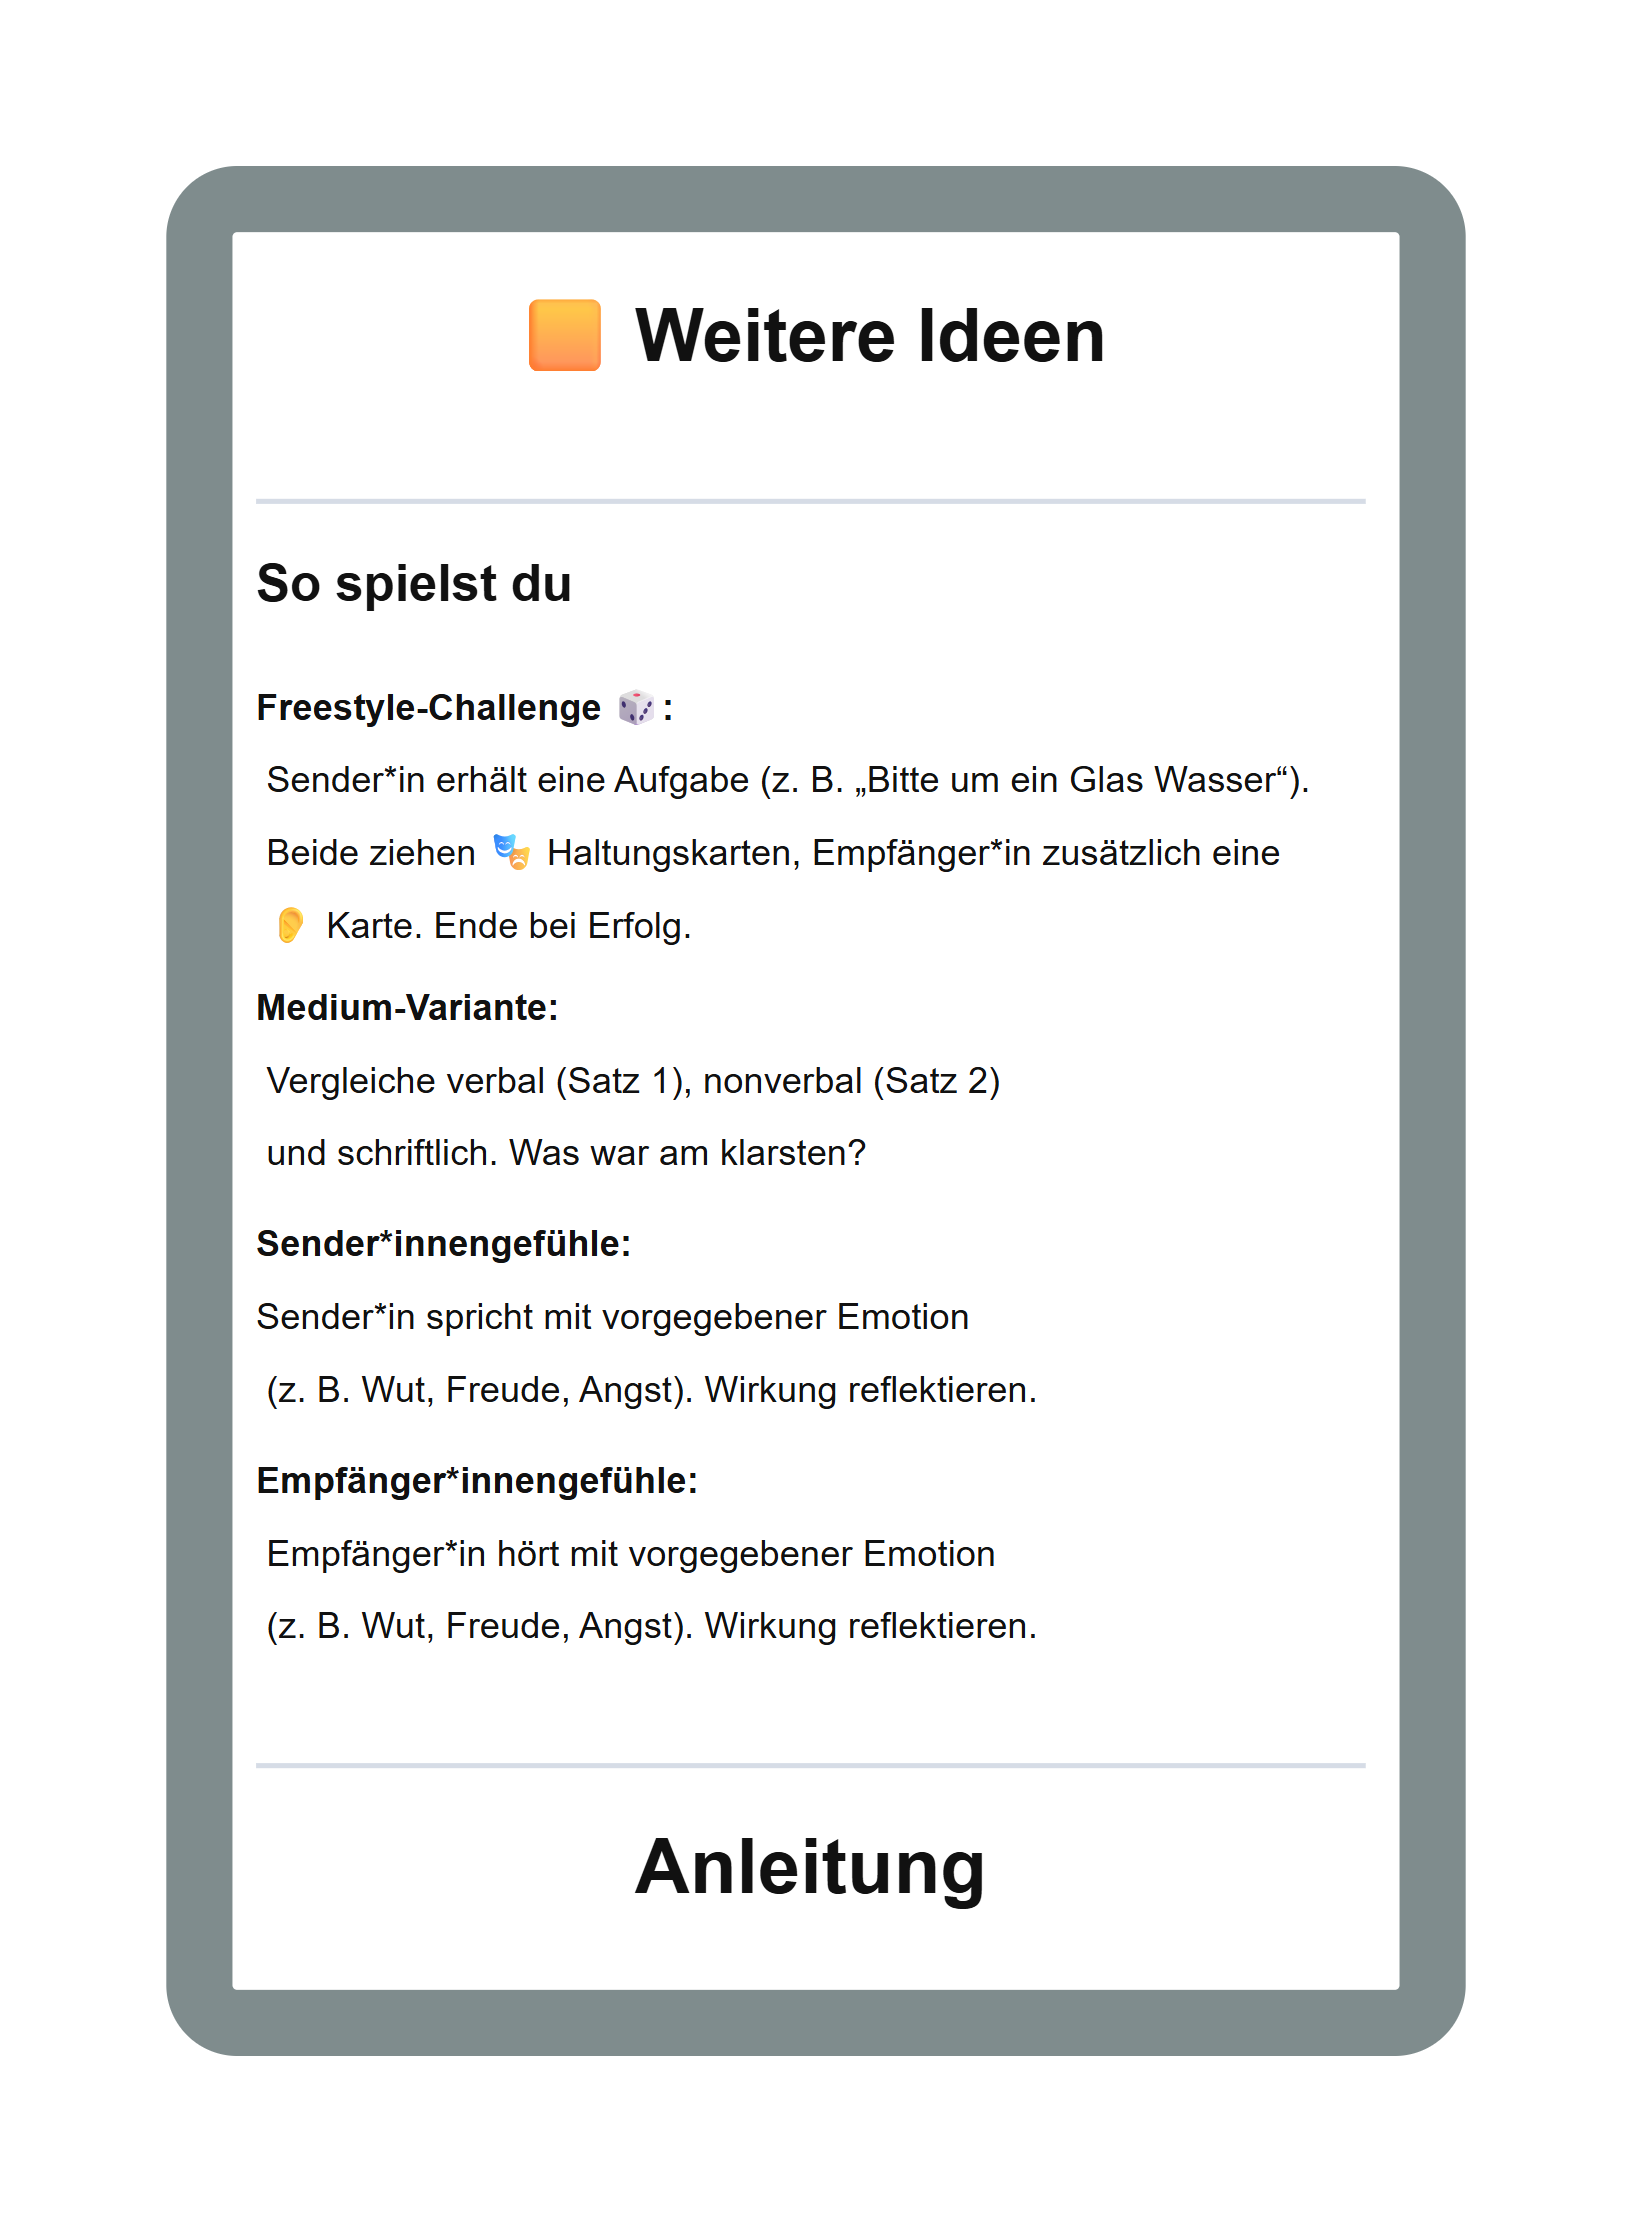 🟧 Weitere Ideen
So spielst du
Freestyle-Challenge 🎲:
Sender*in erhält eine Aufgabe (z. B. „Bitte um ein Glas Wasser“).
Beide ziehen 🎭 Haltungskarten, Empfänger*in zusätzlich eine
👂 Karte. Ende bei Erfolg.
Medium-Variante:
Vergleiche verbal (Satz 1), nonverbal (Satz 2)
und schriftlich. Was war am klarsten?
Sender*innengefühle:
Sender*in spricht mit vorgegebener Emotion
(z. B. Wut, Freude, Angst). Wirkung reflektieren.
Empfänger*innengefühle:
Empfänger*in hört mit vorgegebener Emotion
(z. B. Wut, Freude, Angst). Wirkung reflektieren.
Anleitung